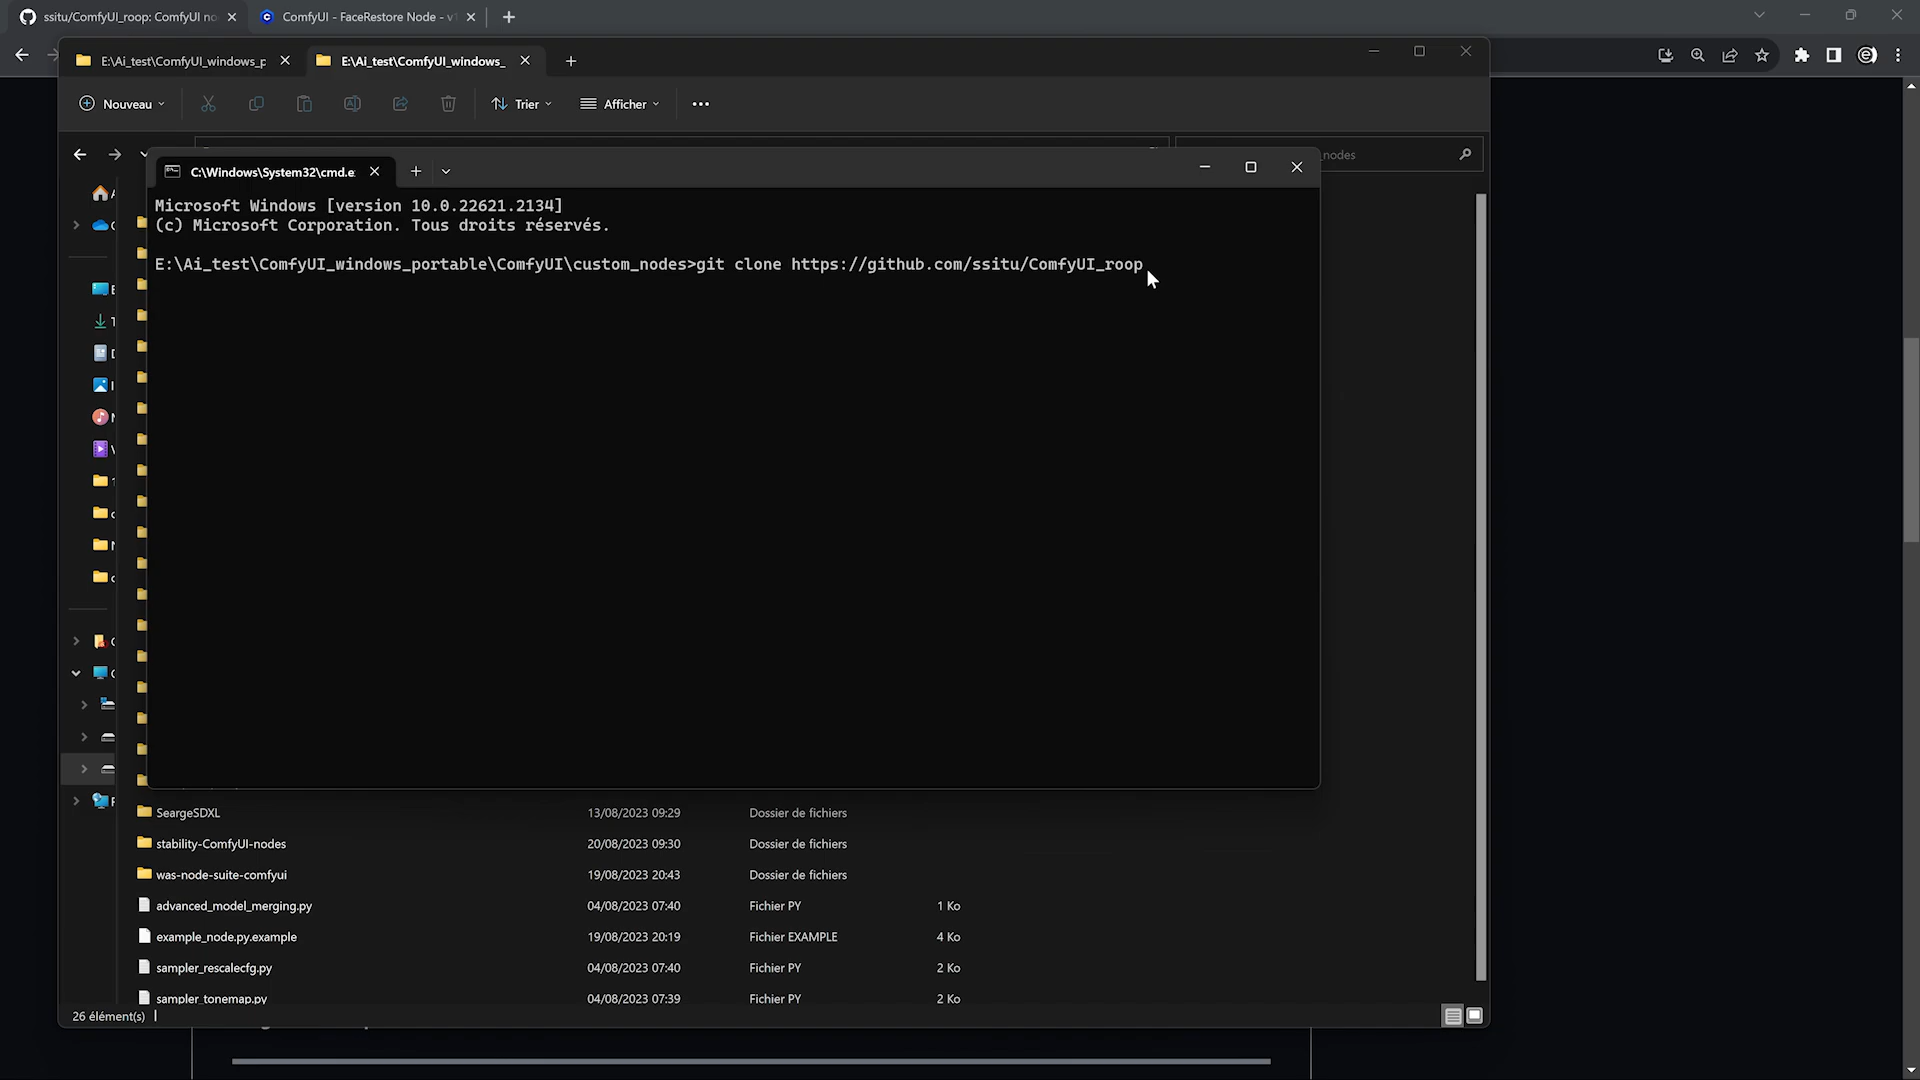 ssitu/ComfyUI_roop: ComfyUI no
ComfyUI - FaceRestore Node - v1
E:\Ai_test\ComfyUI_windows_p
E:\Ai_test\ComfyUI_windows_
Nouveau
Trier
Afficher
_nodes
C:\Windows\System32\cmd.e
Microsoft Windows [version 10.0.22621.2134]
(c) Microsoft Corporation. Tous droits réservés.
E:\Ai_test\ComfyUI_windows_portable\ComfyUI\custom_nodes>git clone https://github.com/ssitu/ComfyUI_roop
SeargeSDXL 13/08/2023 09:29 Dossier de fichiers
stability-ComfyUI-nodes 20/08/2023 09:30 Dossier de fichiers
was-node-suite-comfyui 19/08/2023 20:43 Dossier de fichiers
advanced_model_merging.py 04/08/2023 07:40 Fichier PY 1 Ko
example_node.py.example 19/08/2023 20:19 Fichier EXAMPLE 4 Ko
sampler_rescalecfg.py 04/08/2023 07:40 Fichier PY 2 Ko
sampler_tonemap.py 04/08/2023 07:39 Fichier PY 2 Ko
26 élément(s)